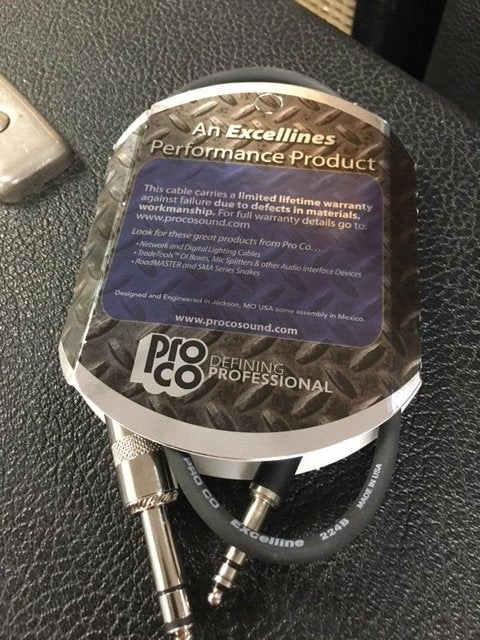 An Excellines
Performance Product
This cable carries a limited lifetime warranty
against failure due to defects in materials,
workmanship. For full warranty details go to:
www.procosound.com
Look for these great products from Pro Co...
• Network and Digital Lighting Cables
• TradeTools™ DI Boxes, Mic Splitters & other Audio Interface Devices
• RoadMASTER and SMA Series Snakes
Designed and Engineered in Jackson, MO USA some assembly in Mexico.
www.procosound.com
pro
co
DEFINING
PROFESSIONAL
PRO CO Excelline 224B MADE IN USA